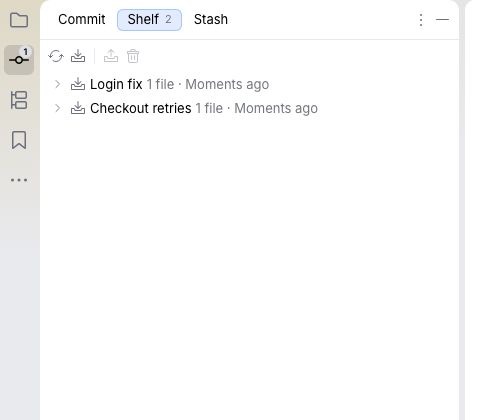 Commit Shelf 2 Stash
1
Login fix 1 file · Moments ago
Checkout retries 1 file · Moments ago